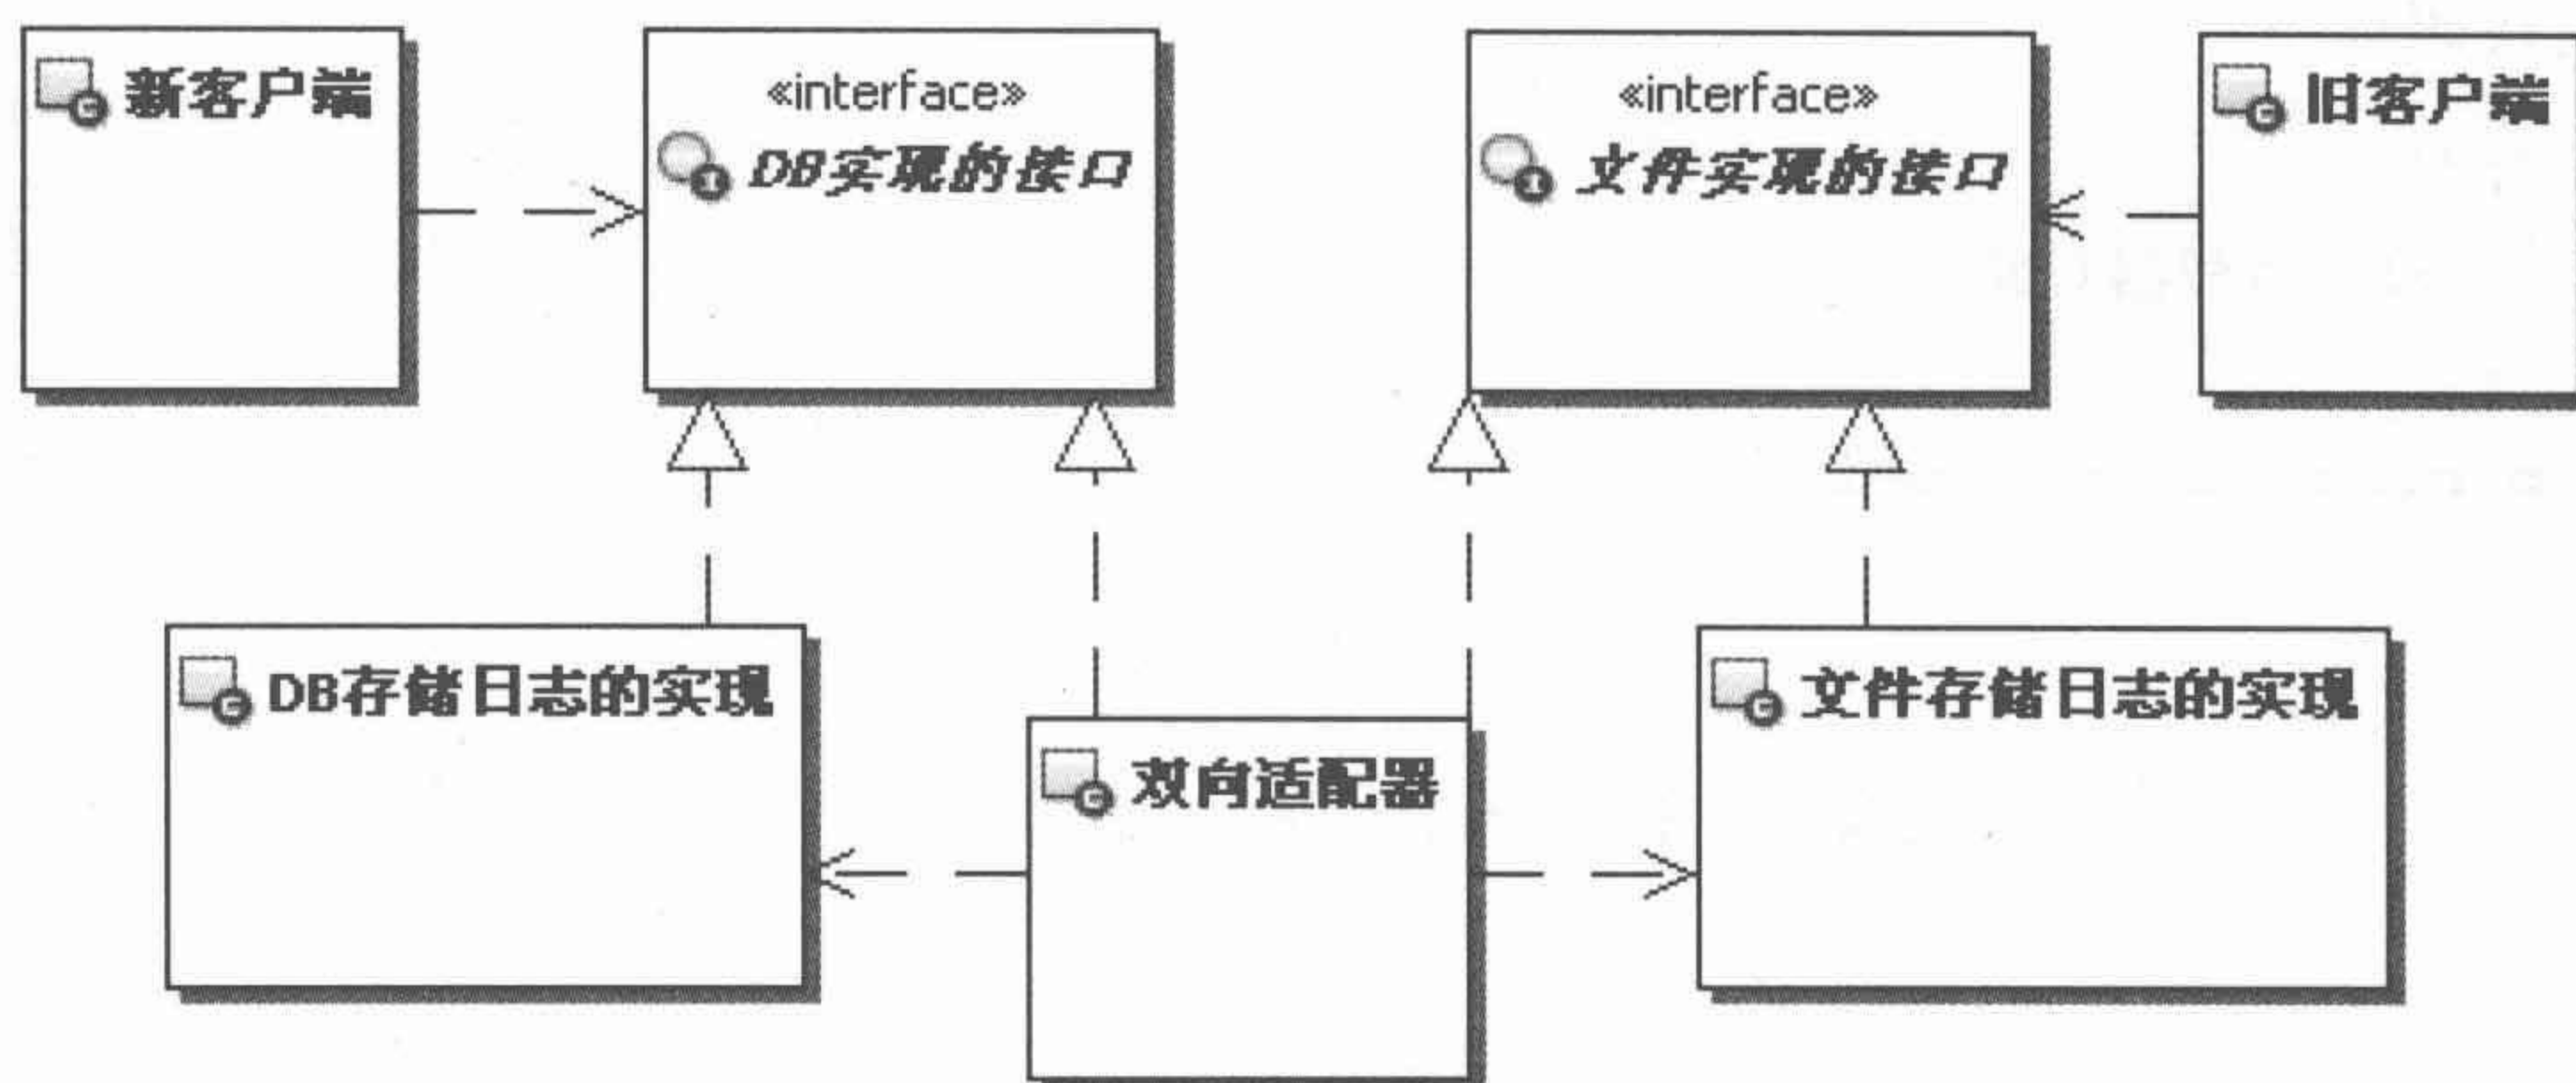 新客户端
«interface»
DB实现的接口
«interface»
文件实现的接口
旧客户端
DB存储日志的实现
双向适配器
文件存储日志的实现